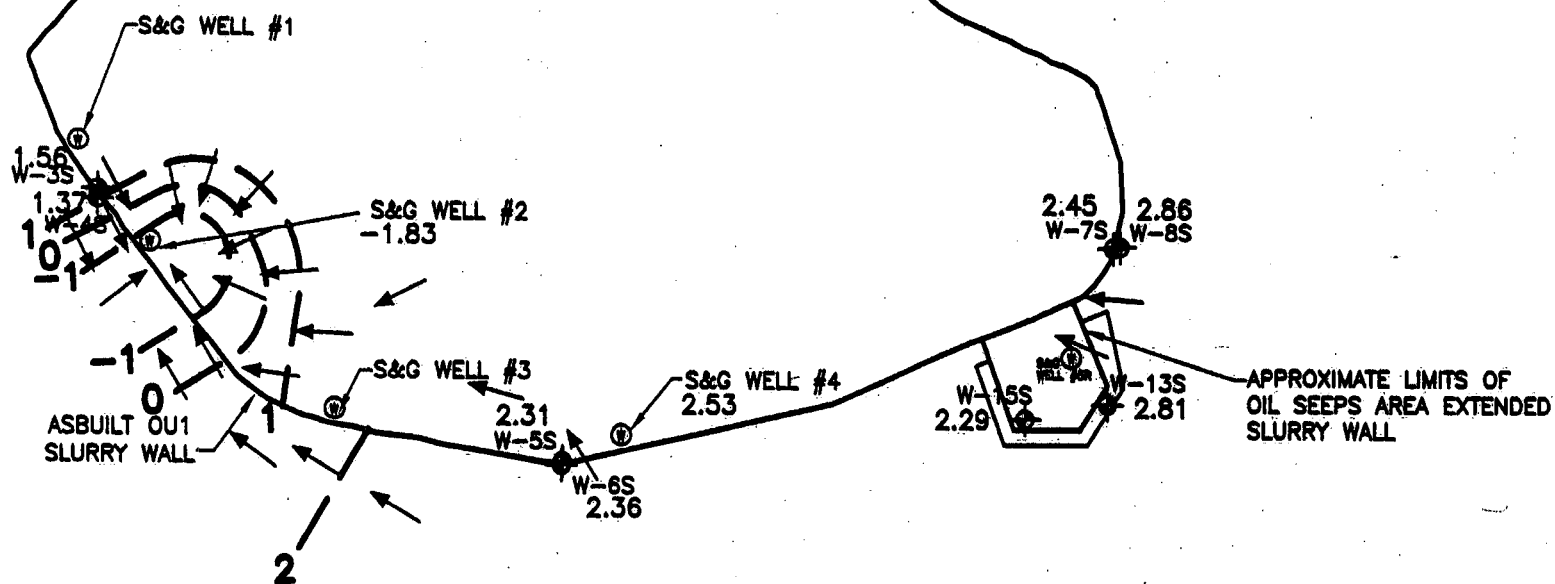 S&G WELL #1
1.56
W-3S
1.37
W-4S
1
0
-1
S&G WELL #2
-1.83
2.45
W-7S
2.86
W-8S
-1
0
1
S&G WELL #3
2.31
W-5S
S&G WELL #4
2.53
W-6S
2.36
2
ASBUILT OU1
SLURRY WALL
S&G
WELL
W-15S
2.29
W-13S
2.81
APPROXIMATE LIMITS OF
OIL SEEPS AREA EXTENDED
SLURRY WALL
W
W
W
W
W